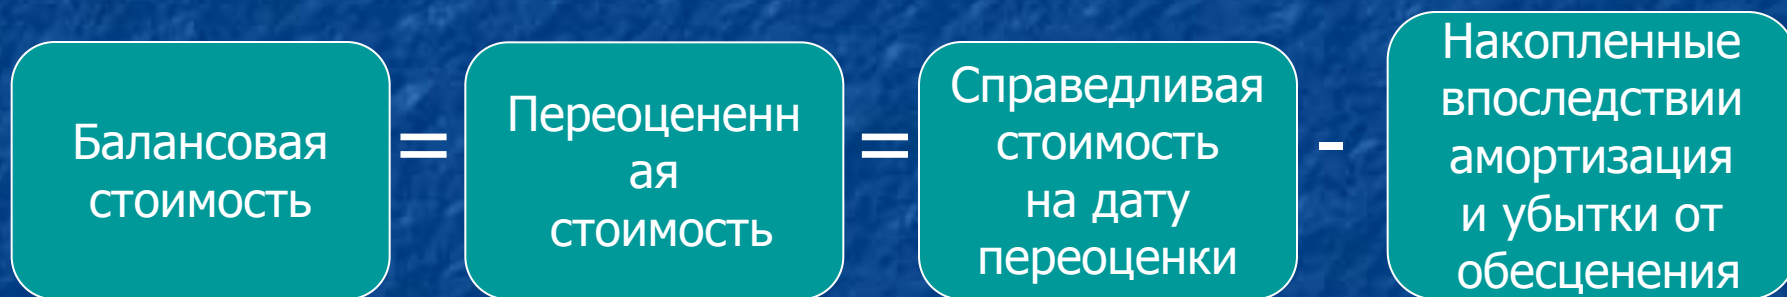 Балансовая
стоимость
=
Переоцененн
ая
стоимость
=
Справедливая
стоимость
на дату
переоценки
-
Накопленные
впоследствии
амортизация
и убытки от
обесценения